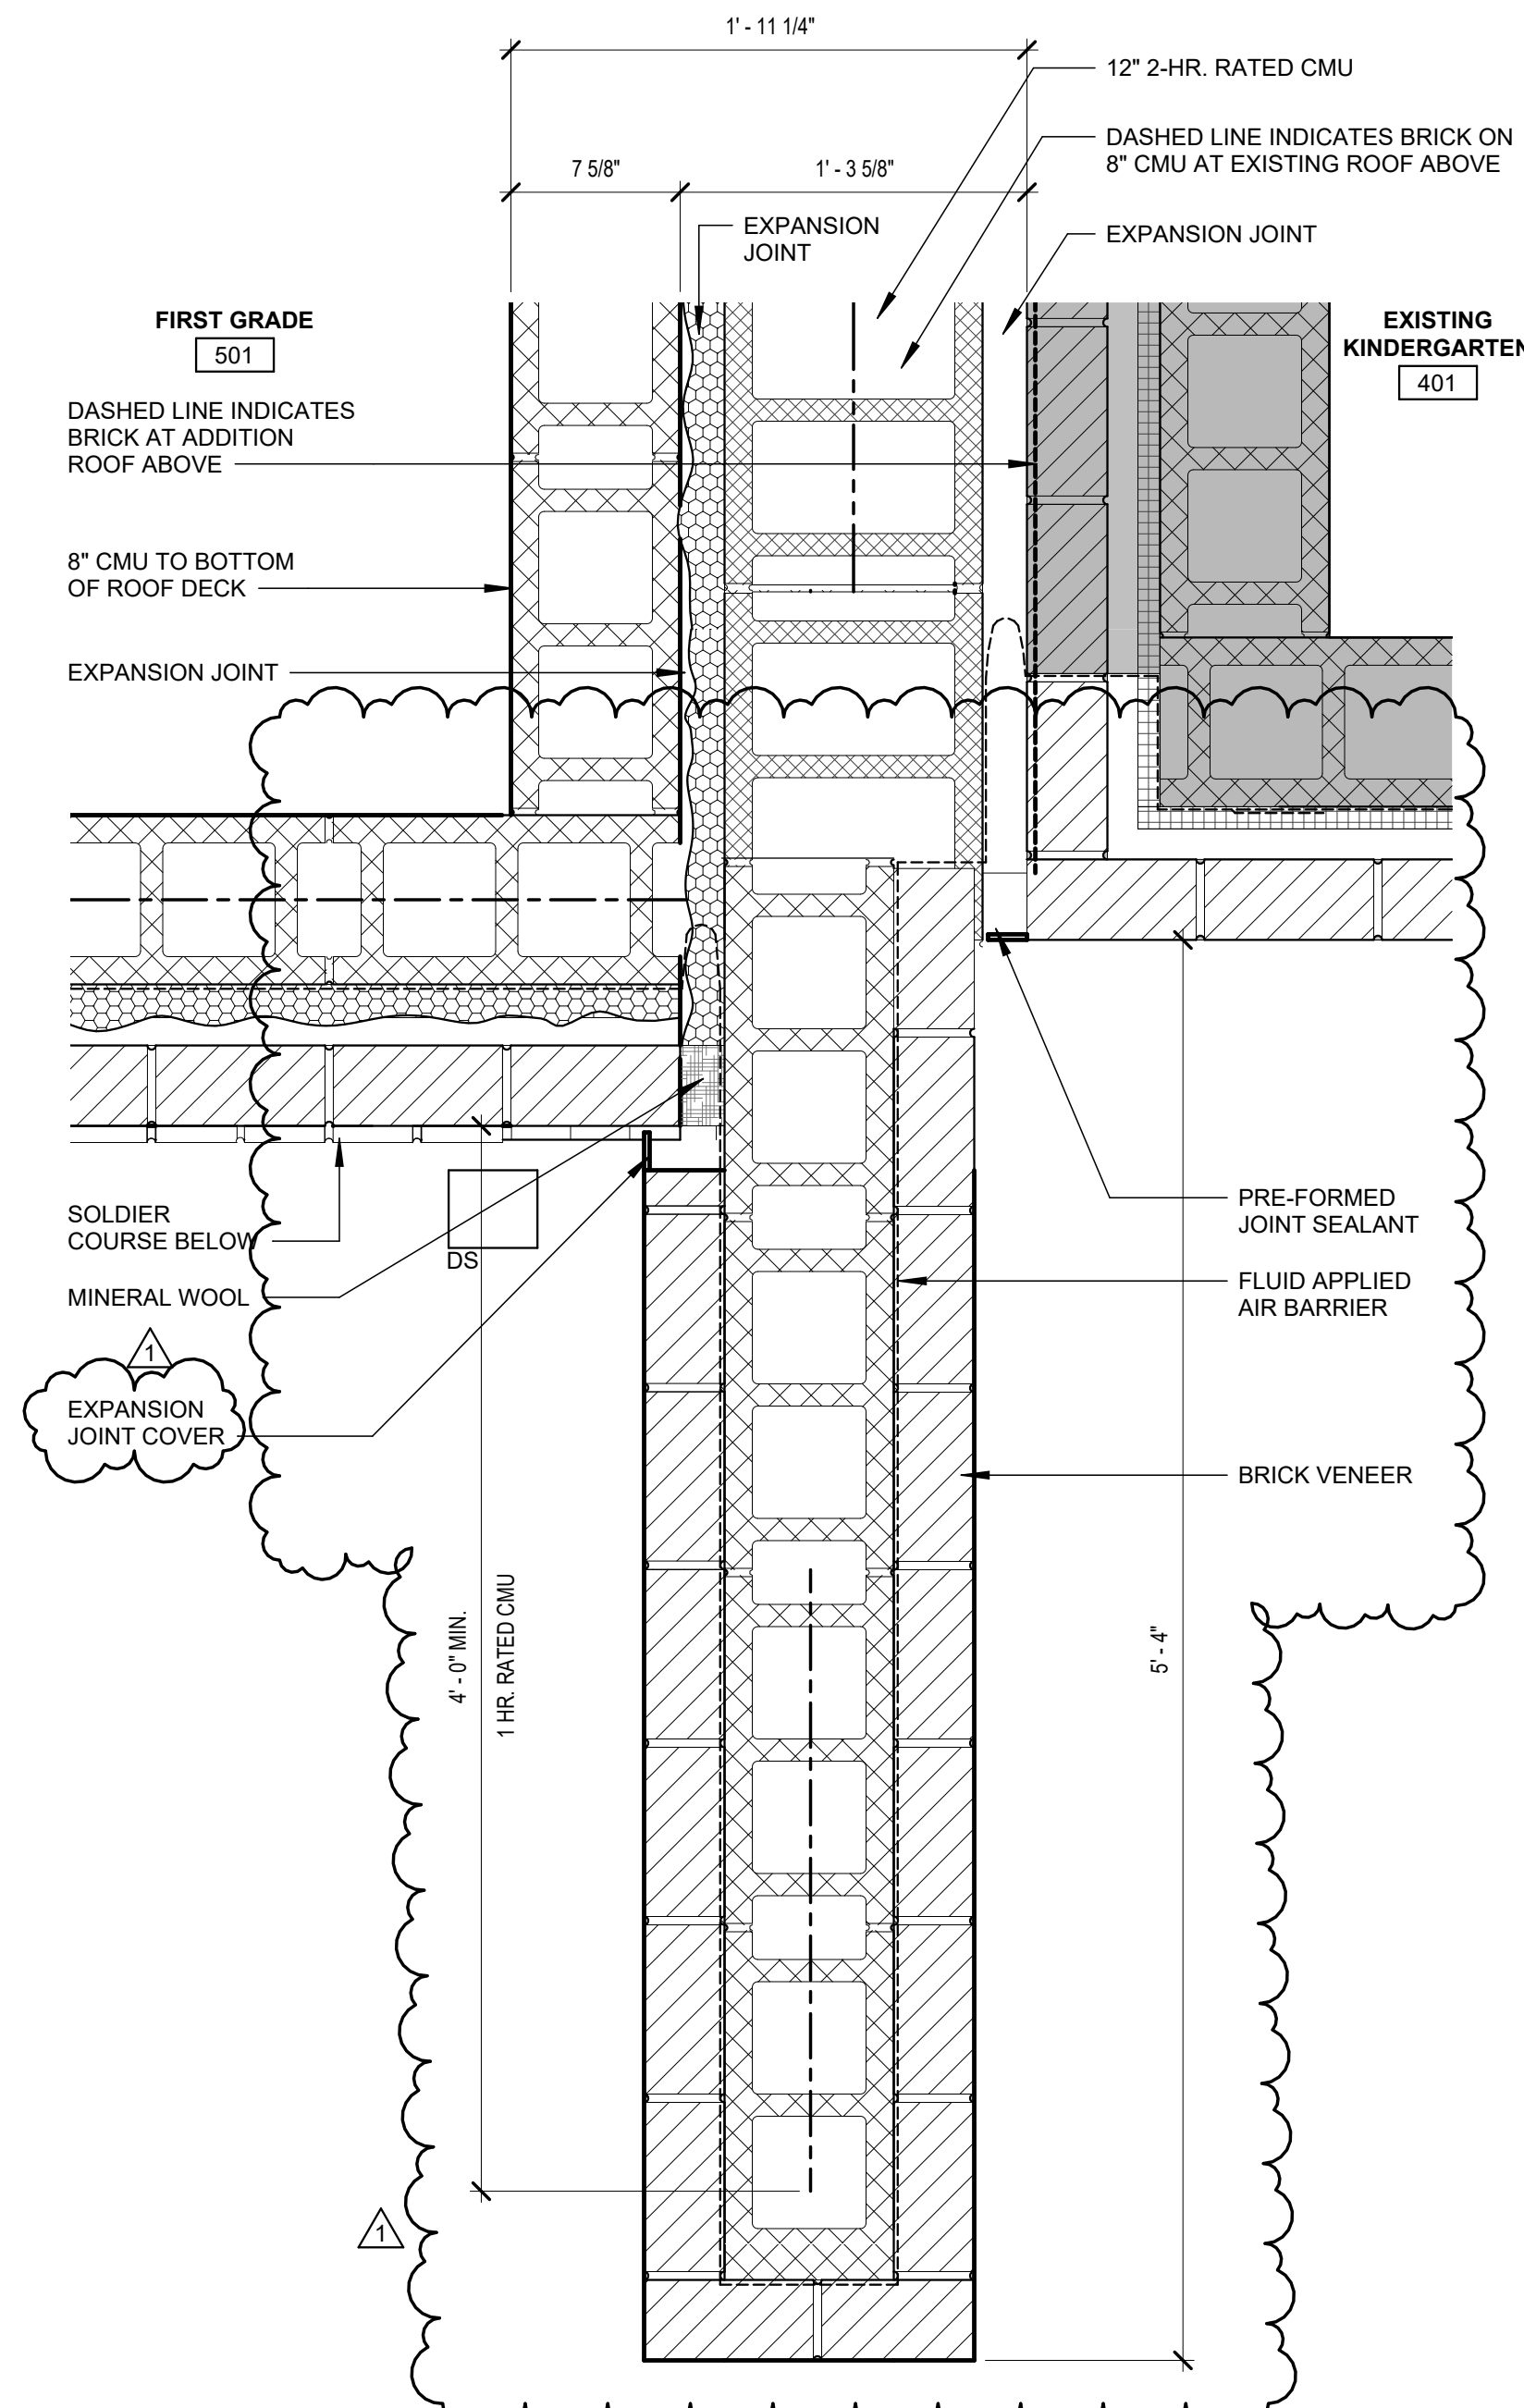 1' - 11 1/4"
12" 2-HR. RATED CMU
DASHED LINE INDICATES BRICK ON
8" CMU AT EXISTING ROOF ABOVE
7 5/8"
1' - 3 5/8"
EXPANSION
JOINT
EXPANSION JOINT
FIRST GRADE
501
EXISTING
KINDERGARTEN
401
DASHED LINE INDICATES
BRICK AT ADDITION
ROOF ABOVE
8" CMU TO BOTTOM
OF ROOF DECK
EXPANSION JOINT
SOLDIER
COURSE BELOW
DS
MINERAL WOOL
1
EXPANSION
JOINT COVER
PRE-FORMED
JOINT SEALANT
FLUID APPLIED
AIR BARRIER
BRICK VENEER
4' - 0" MIN.
1 HR. RATED CMU
5' - 4"
1